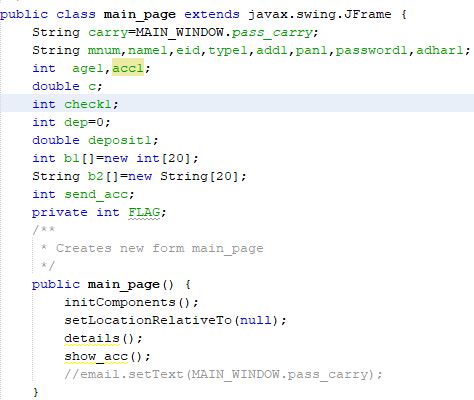 public class main_page extends javax.swing.JFrame {
String carry=MAIN_WINDOW.pass_carry;
String mnum,name1,eid,type1,add1,pan1,password1,adhar1;
int  age1,acc1;
double c;
int check1;
int dep=0;
double deposit1;
int b1[]=new int[20];
String b2[]=new String[20];
int send_acc;
private int FLAG;
/**
* Creates new form main_page
*/
public main_page() {
initComponents();
setLocationRelativeTo(null);
details();
show_acc();
//email.setText(MAIN_WINDOW.pass_carry);
}